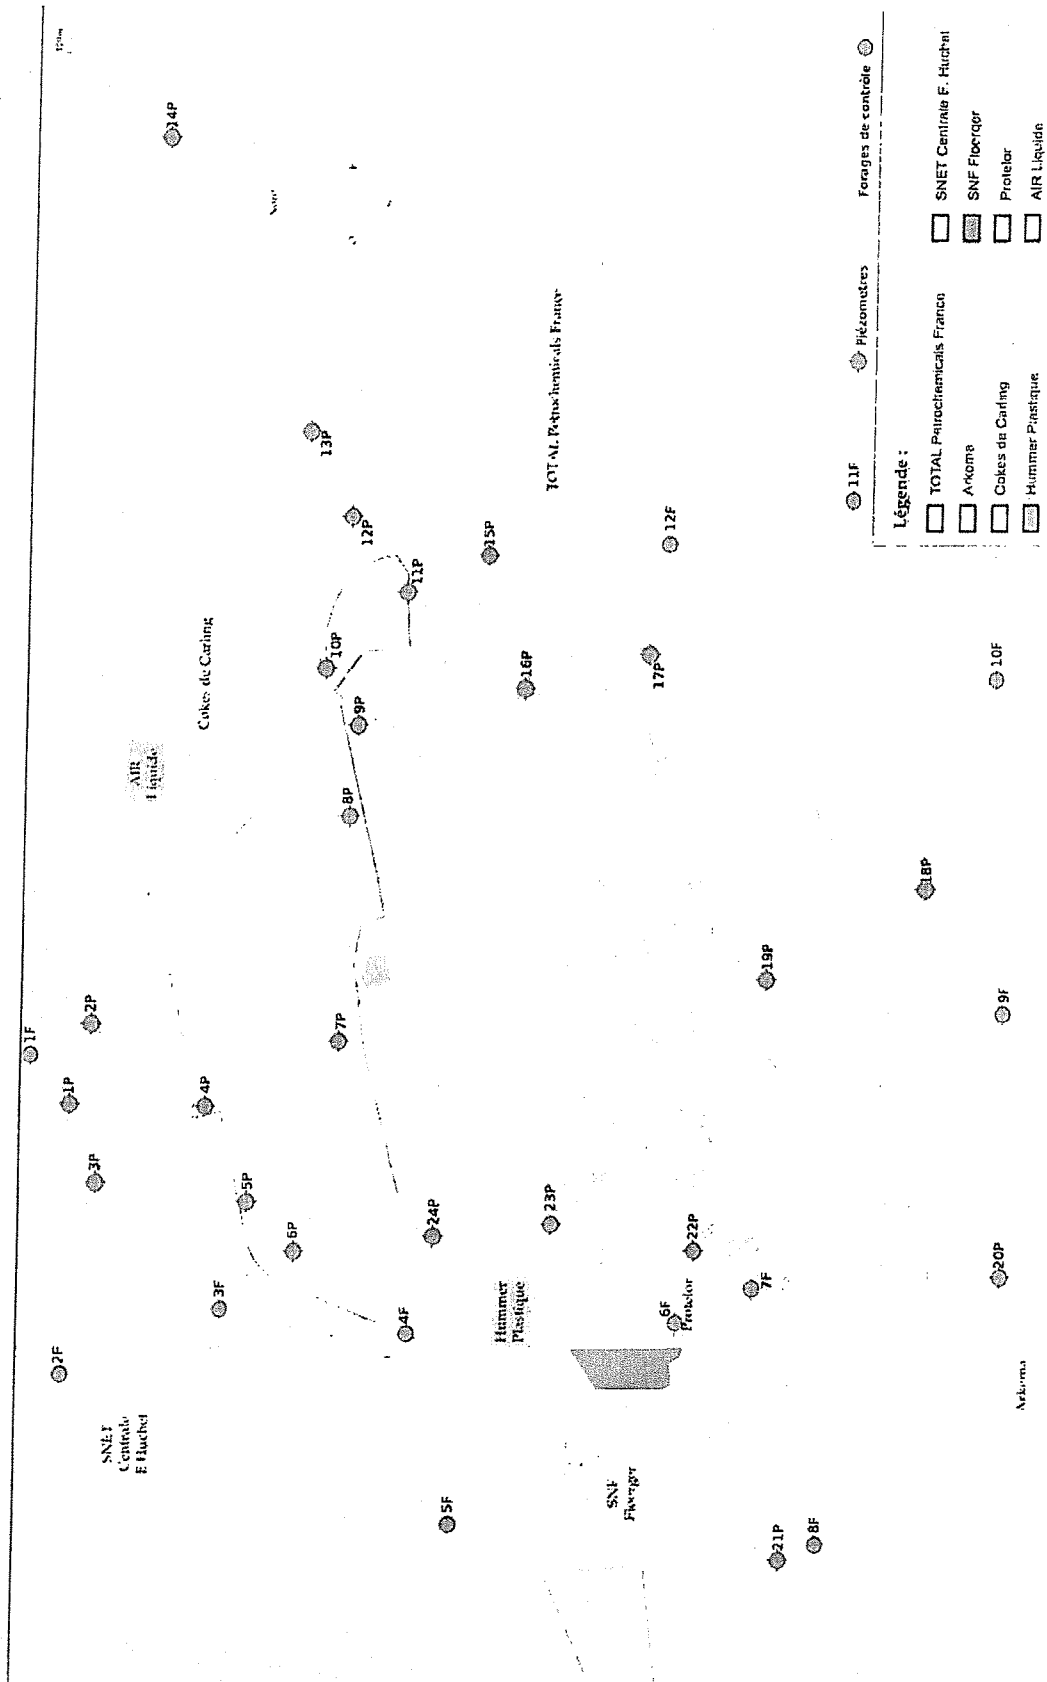 14P
Nord
13P
12P
11P
10P
9P
8P
7P
15P
16P
17P
12F
11F
10F
18P
19P
9F
20P
1F
2P
1P
3P
4P
5P
6P
3F
2F
4F
24P
23P
22P
7F
6F
5F
21P
8F
TOTAL Petrochemicals France
Cokes de Carling
AIR
Liquide
SNET
Centrale
E Huchet
Hummer
Plastique
Protelor
SNF
Floerger
Arkema
Piézometres
Forages de contrôle
Légende :
TOTAL Petrochemicals France
Arkema
Cokes de Carling
Hummer Plastique
SNET Centrale E. Huchet
SNF Floerger
Protelor
AIR Liquide